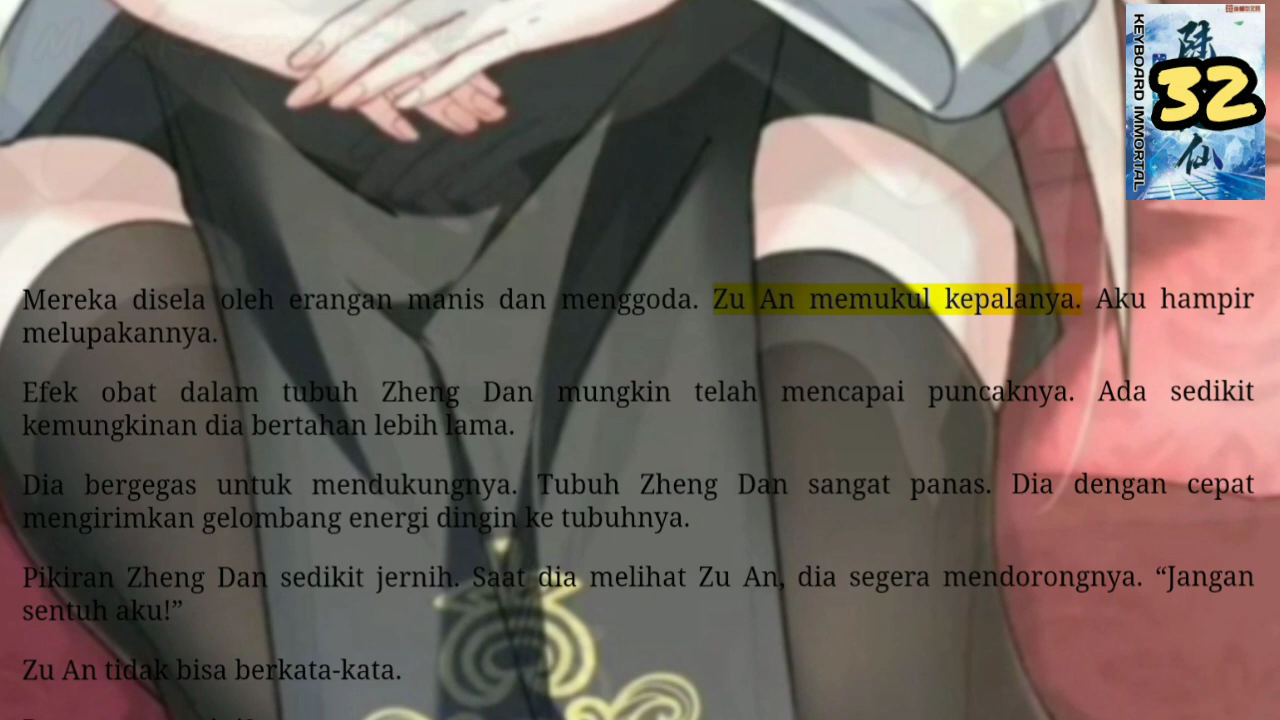 KEYBOARD IMMORTAL
32
仙
Mereka disela oleh erangan manis dan menggoda. Zu An memukul kepalanya. Aku hampir
melupakannya.
Efek obat dalam tubuh Zheng Dan mungkin telah mencapai puncaknya. Ada sedikit
kemungkinan dia bertahan lebih lama.
Dia bergegas untuk mendukungnya. Tubuh Zheng Dan sangat panas. Dia dengan cepat
mengirimkan gelombang energi dingin ke tubuhnya.
Pikiran Zheng Dan sedikit jernih. Saat dia melihat Zu An, dia segera mendorongnya. “Jangan
sentuh aku!”
Zu An tidak bisa berkata-kata.